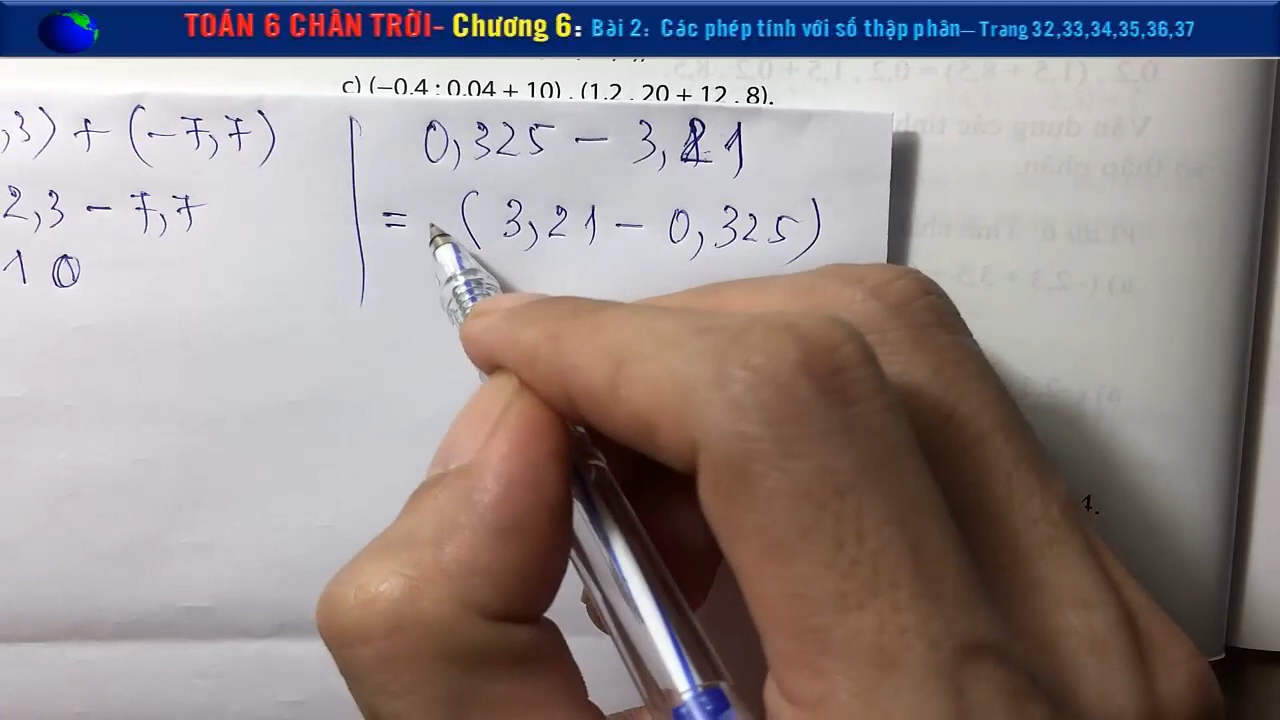 TOÁN 6 CHÂN TRỜI- Chương 6: Bài 2: Các phép tính với số thập phân– Trang 32,33,34,35,36,37
c) (–0,4 : 0,04 + 10) . (1,2 . 20 + 12 . 8).
,3) + (-7,7)
2,3 - 7,7
10
0,325 - 3,21
= - (3,21 - 0,325)
4.